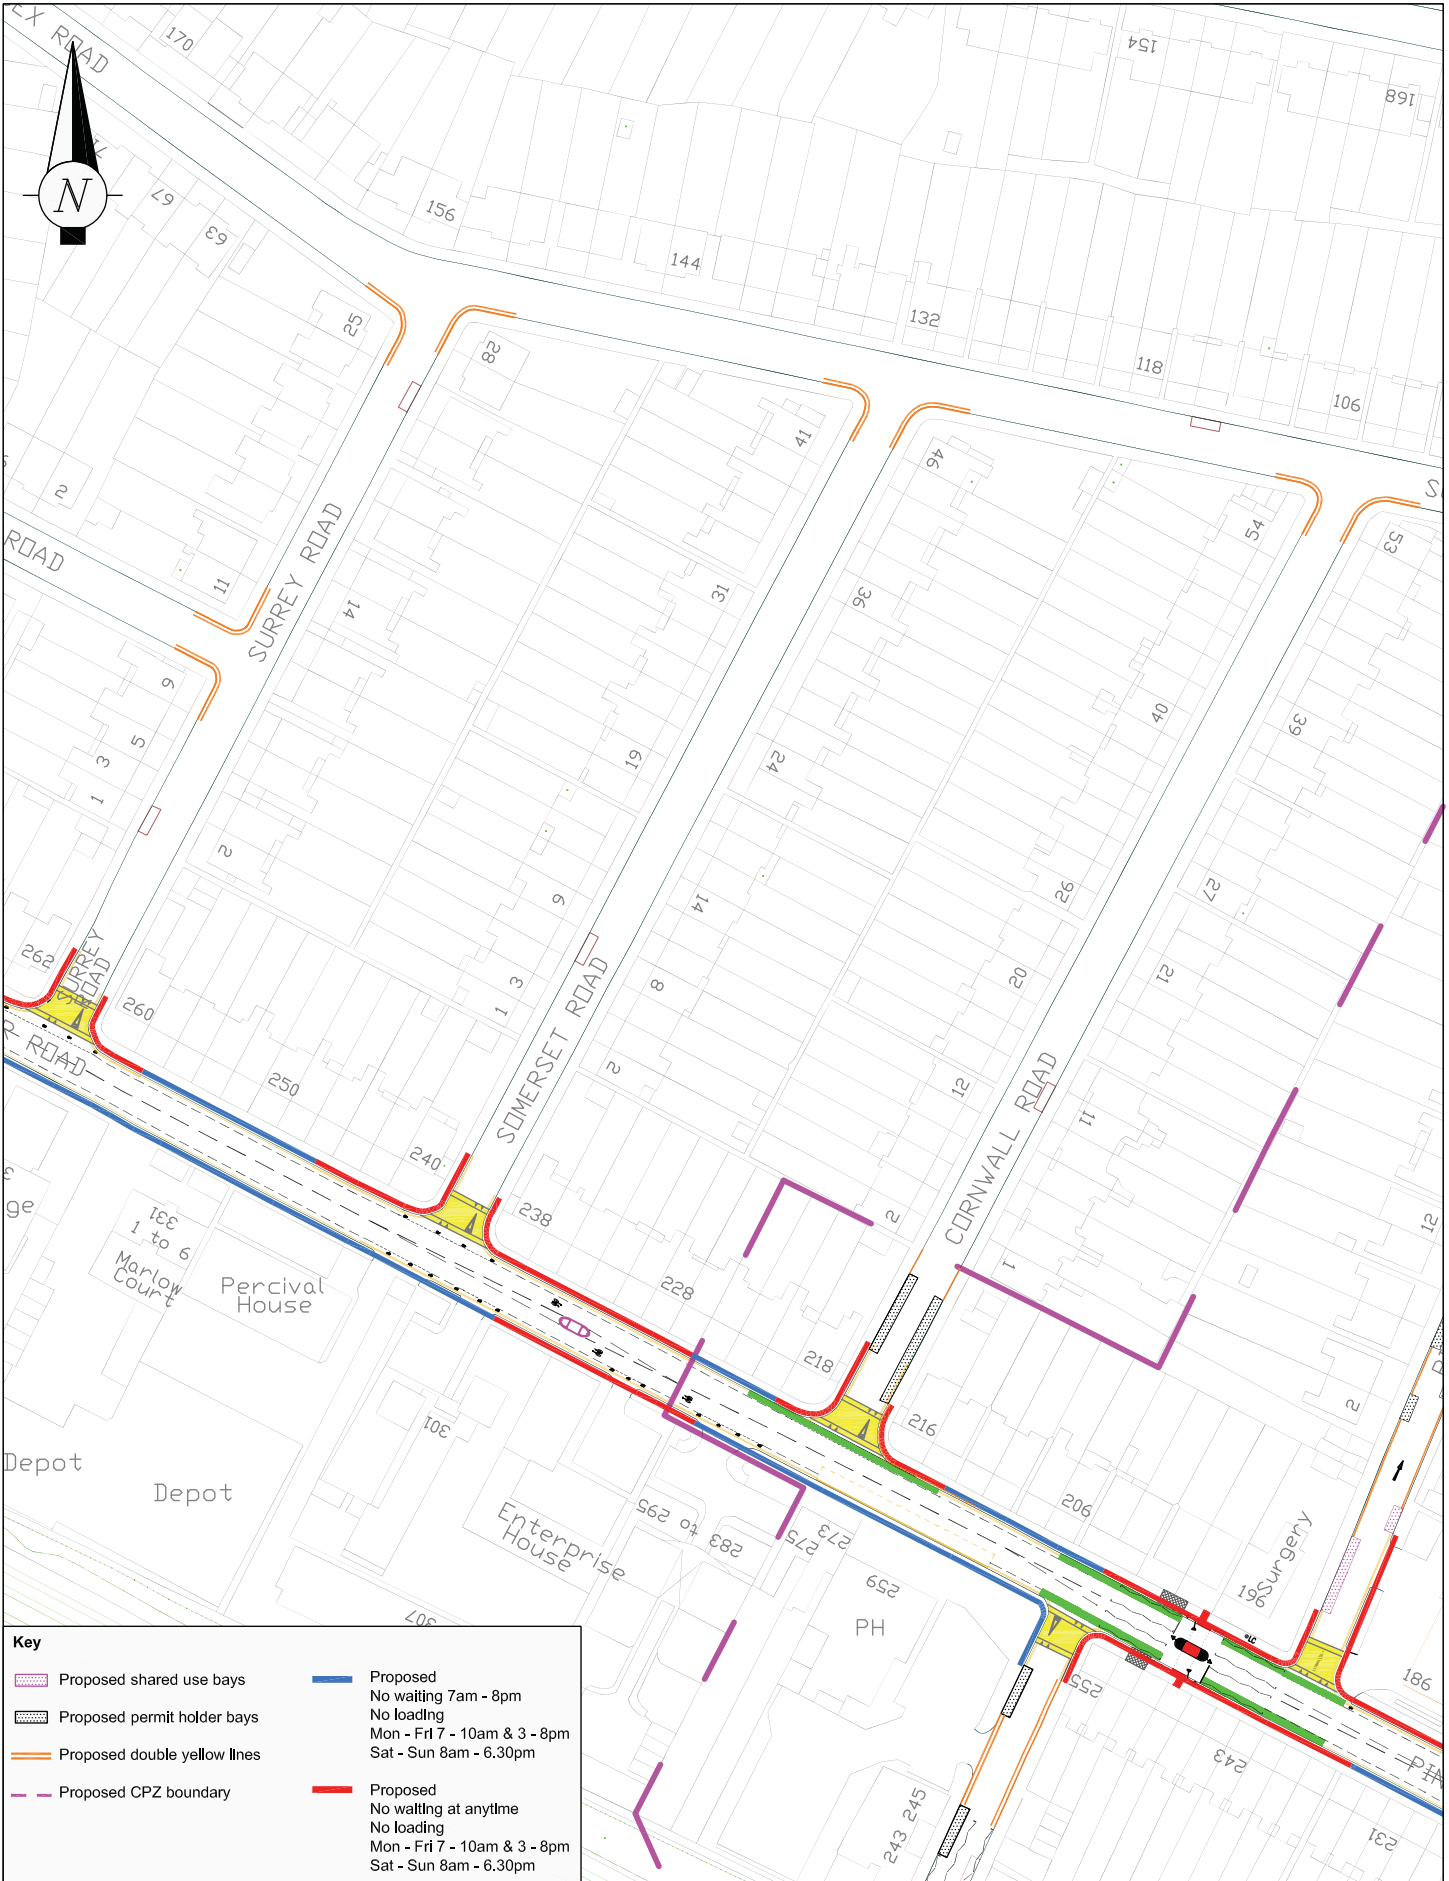 EX ROAD
170
154
168
N
67
63
156
144
132
118
106
25
28
41
46
54
53
2
ROAD
11
SURREY ROAD
14
31
36
40
39
9
5
3
1
19
24
2
9
14
26
27
262
SURREY
ROAD
260
3
1
8
20
21
R ROAD
250
SOMERSET ROAD
2
12
CORNWALL ROAD
11
240
238
2
12
331
1 to 6
Marlow
Court
Percival
House
228
1
218
216
2
301
Depot
Depot
206
Enterprise
House
283 to 295
275
273
259
PH
Surgery
196
LC
186
307
255
243
243 245
231
PIN
Key
Proposed shared use bays
Proposed permit holder bays
Proposed double yellow lines
Proposed CPZ boundary
Proposed
No waiting 7am - 8pm
No loading
Mon - Fri 7 - 10am & 3 - 8pm
Sat - Sun 8am - 6.30pm
Proposed
No waiting at anytime
No loading
Mon - Fri 7 - 10am & 3 - 8pm
Sat - Sun 8am - 6.30pm